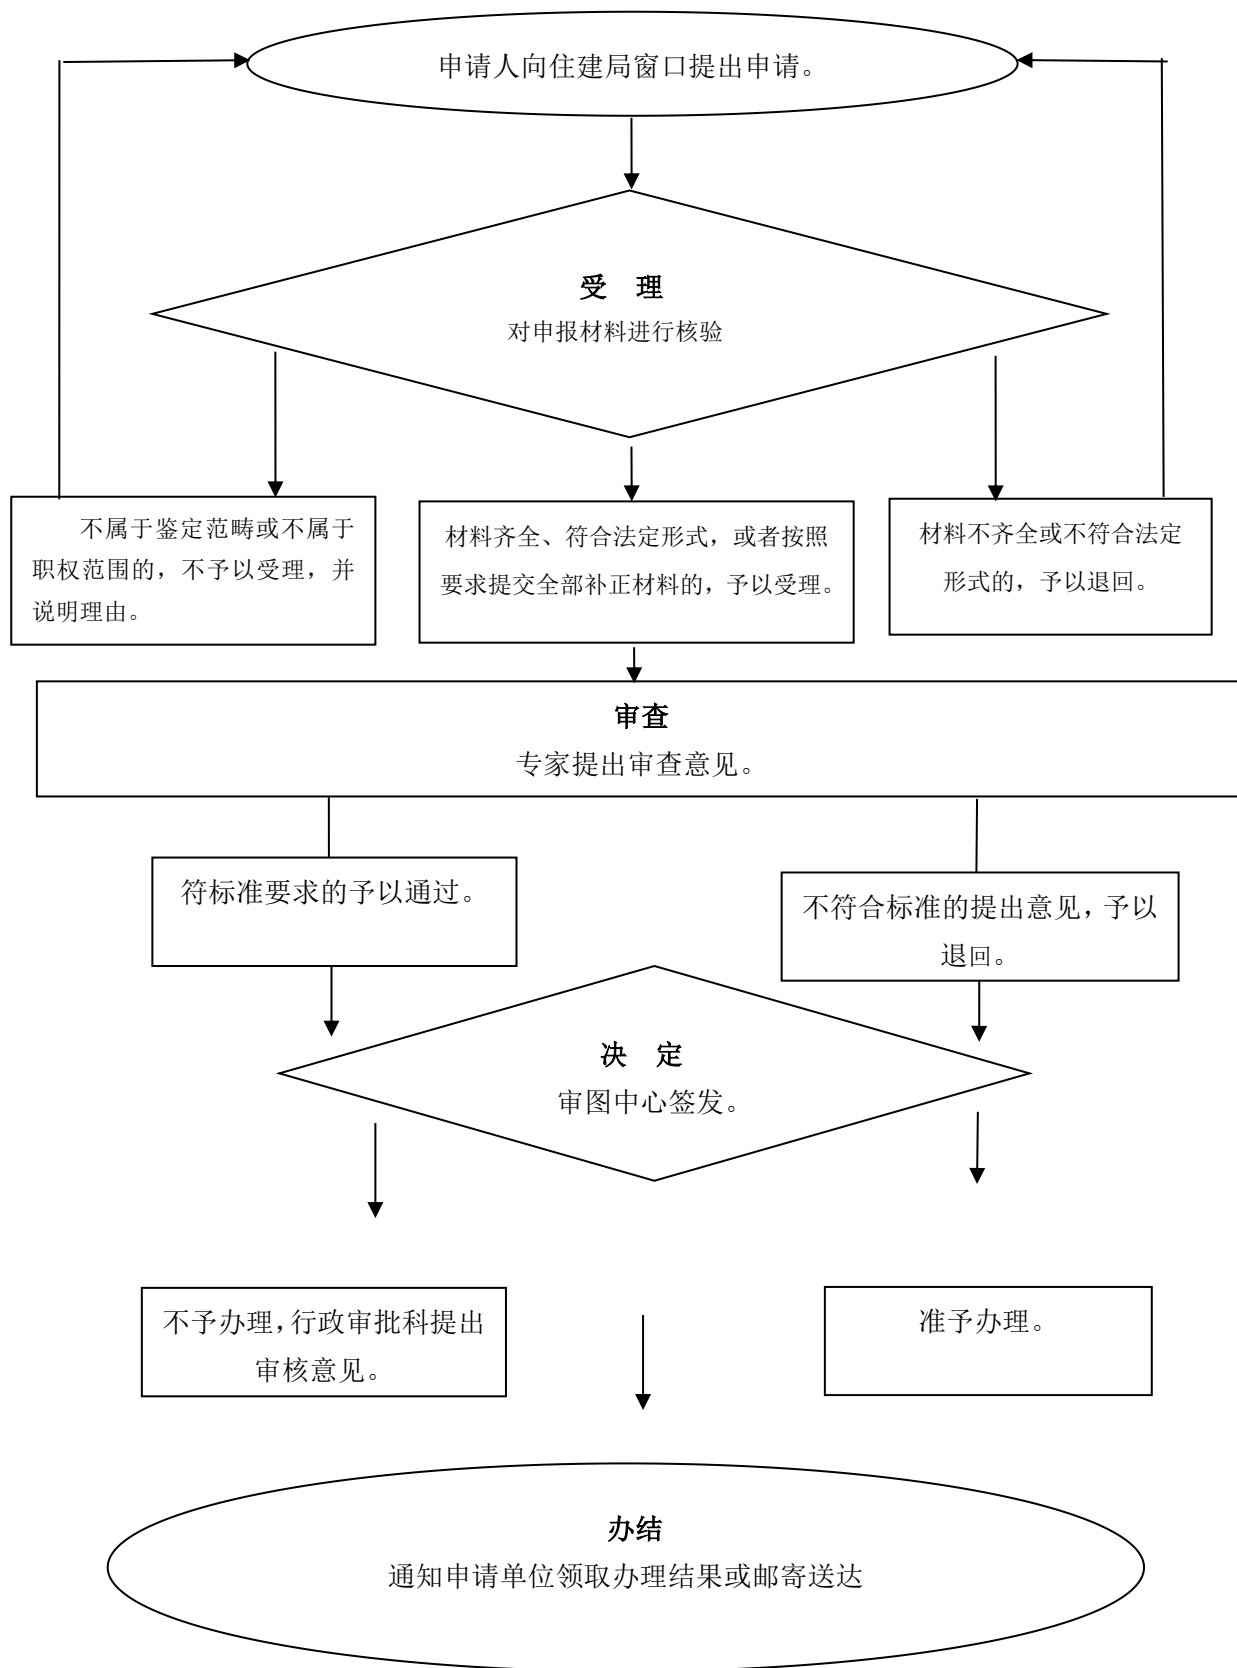 申请人向住建局窗口提出申请。
受 理
对申报材料进行核验
不属于鉴定范畴或不属于
职权范围的，不予以受理，并
说明理由。
材料齐全、符合法定形式，或者按照
要求提交全部补正材料的，予以受理。
材料不齐全或不符合法定
形式的，予以退回。
审查
专家提出审查意见。
符标准要求的予以通过。
不符合标准的提出意见，予以
退回。
决 定
审图中心签发。
不予办理，行政审批科提出
审核意见。
准予办理。
办结
通知申请单位领取办理结果或邮寄送达